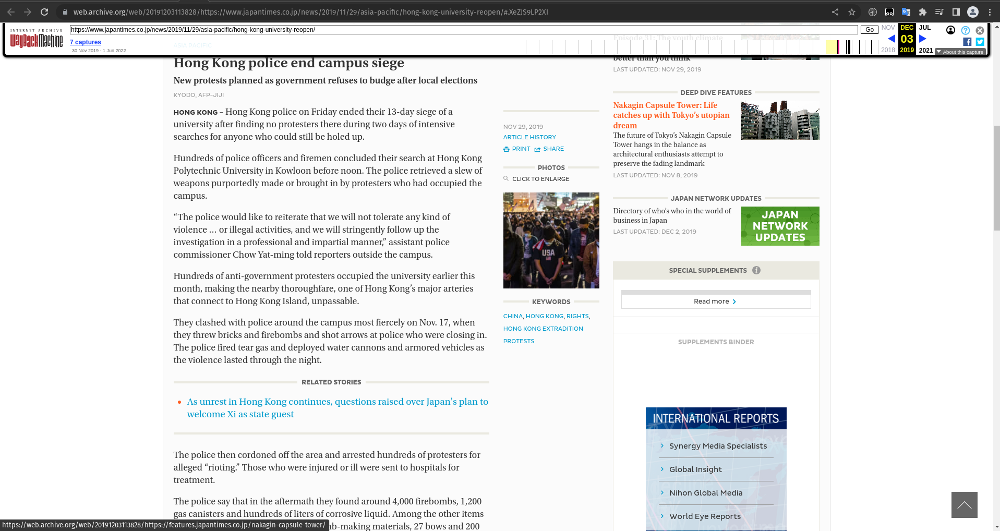 web.archive.org/web/20191203113828/https://www.japantimes.co.jp/news/2019/11/29/asia-pacific/hong-kong-university-reopen/#.XeZJS9LP2XI
INTERNET ARCHIVE
WayBackMachine
https://www.japantimes.co.jp/news/2019/11/29/asia-pacific/hong-kong-university-reopen/
Go
NOV
DEC
JUL
7 captures
03
30 Nov 2019 - 1 Jun 2022
2018
2019
2021
About this capture
ASIA PACIFIC
Hong Kong police end campus siege
New protests planned as government refuses to budge after local elections
KYODO, AFP-JIJI
HONG KONG – Hong Kong police on Friday ended their 13-day siege of a
university after finding no protesters there during two days of intensive
searches for anyone who could still be holed up.
Hundreds of police officers and firemen concluded their search at Hong Kong
Polytechnic University in Kowloon before noon. The police retrieved a slew of
weapons purportedly made or brought in by protesters who had occupied the
campus.
“The police would like to reiterate that we will not tolerate any kind of
violence … or illegal activities, and we will stringently follow up the
investigation in a professional and impartial manner,” assistant police
commissioner Chow Yat-ming told reporters outside the campus.
Hundreds of anti-government protesters occupied the university earlier this
month, making the nearby thoroughfare, one of Hong Kong’s major arteries
that connect to Hong Kong Island, unpassable.
They clashed with police around the campus most fiercely on Nov. 17, when
they threw bricks and firebombs and shot arrows at police who were closing in.
The police fired tear gas and deployed water cannons and armored vehicles as
the violence lasted through the night.
RELATED STORIES
As unrest in Hong Kong continues, questions raised over Japan's plan to
welcome Xi as state guest
The police then cordoned off the area and arrested hundreds of protesters for
alleged “rioting.” Those who were injured or ill were sent to hospitals for
treatment.
The police say that in the aftermath they found around 4,000 firebombs, 1,200
gas canisters and hundreds of liters of corrosive liquid. Among the other items
mb-making materials, 27 bows and 200
https://web.archive.org/web/20191203113828/https://features.japantimes.co.jp/nakagin-capsule-tower/
NOV 29, 2019
ARTICLE HISTORY
PRINT
SHARE
PHOTOS
CLICK TO ENLARGE
USA
KEYWORDS
CHINA, HONG KONG, RIGHTS,
HONG KONG EXTRADITION
PROTESTS
Episode 31: The youth climate
better than you think
LAST UPDATED: NOV 29, 2019
DEEP DIVE FEATURES
Nakagin Capsule Tower: Life
catches up with Tokyo’s utopian
dream
The future of Tokyo’s Nakagin Capsule
Tower hangs in the balance as
architectural enthusiasts attempt to
preserve the fading landmark
LAST UPDATED: NOV 8, 2019
JAPAN NETWORK UPDATES
Directory of who’s who in the world of
business in Japan
LAST UPDATED: DEC 2, 2019
JAPAN
NETWORK
UPDATES
SPECIAL SUPPLEMENTS
Read more
SUPPLEMENTS BINDER
INTERNATIONAL REPORTS
Synergy Media Specialists
Global Insight
Nihon Global Media
World Eye Reports